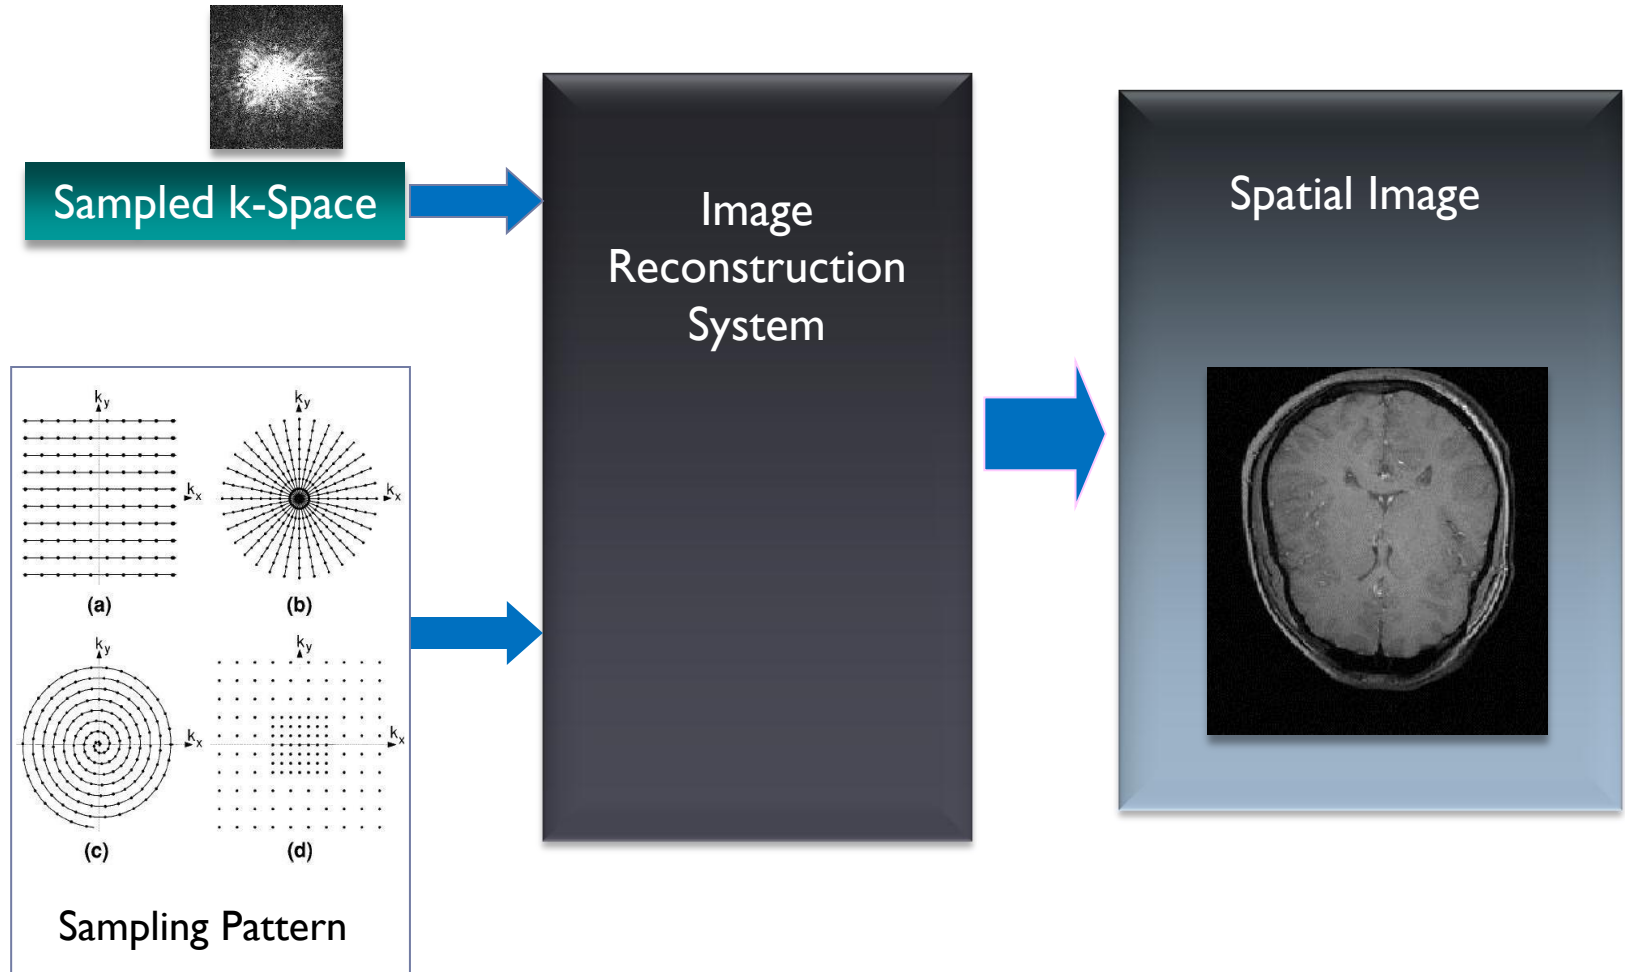 Sampled k-Space
Image
Reconstruction
System
Spatial Image
ky
kx
(a)
ky
kx
(b)
ky
kx
(c)
ky
kx
(d)
Sampling Pattern